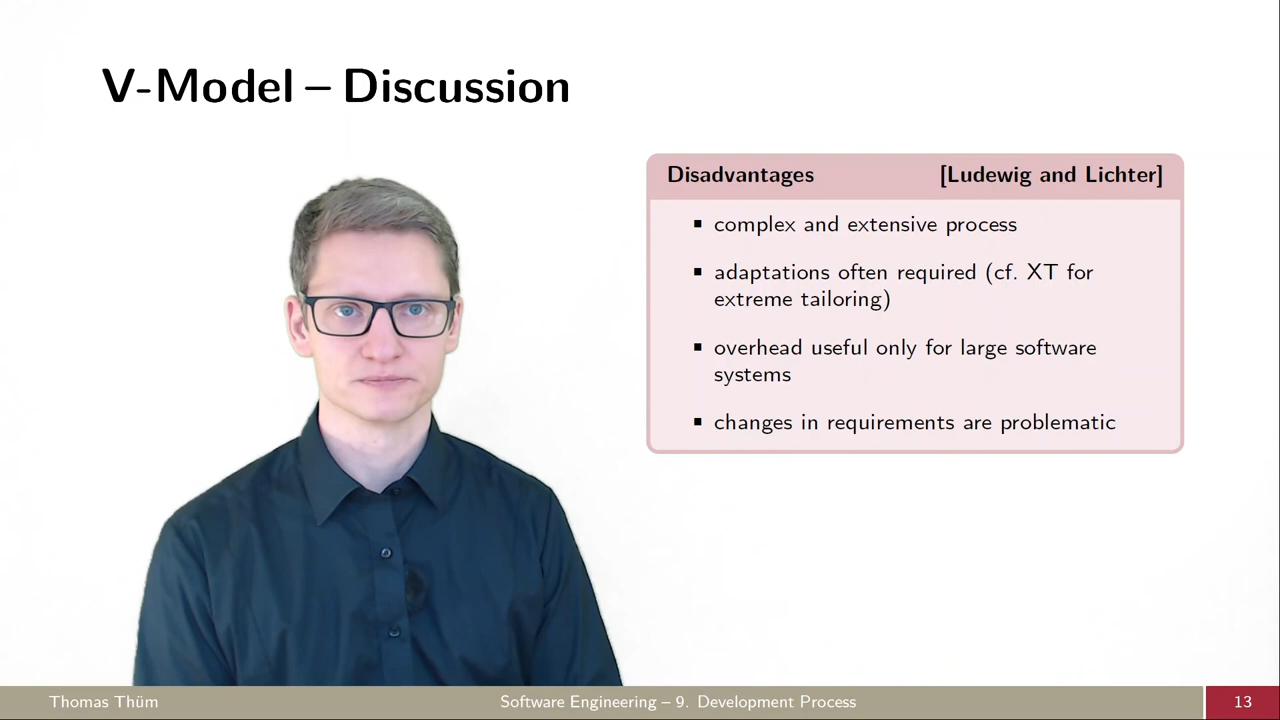 V-Model – Discussion
Disadvantages [Ludewig and Lichter]
▪ complex and extensive process
▪ adaptations often required (cf. XT for
extreme tailoring)
▪ overhead useful only for large software
systems
▪ changes in requirements are problematic
Thomas Thüm Software Engineering – 9. Development Process 13